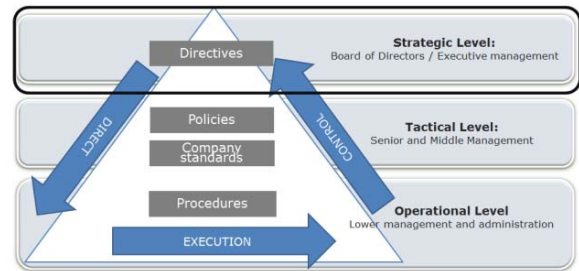 Strategic Level:
Directives
Board of Directors / Executive management
DIRECT
CONTROL
Policies
Tactical Level:
Company
standards
Senior and Middle Management
Procedures
Operational Level
Lower management and administration
EXECUTION